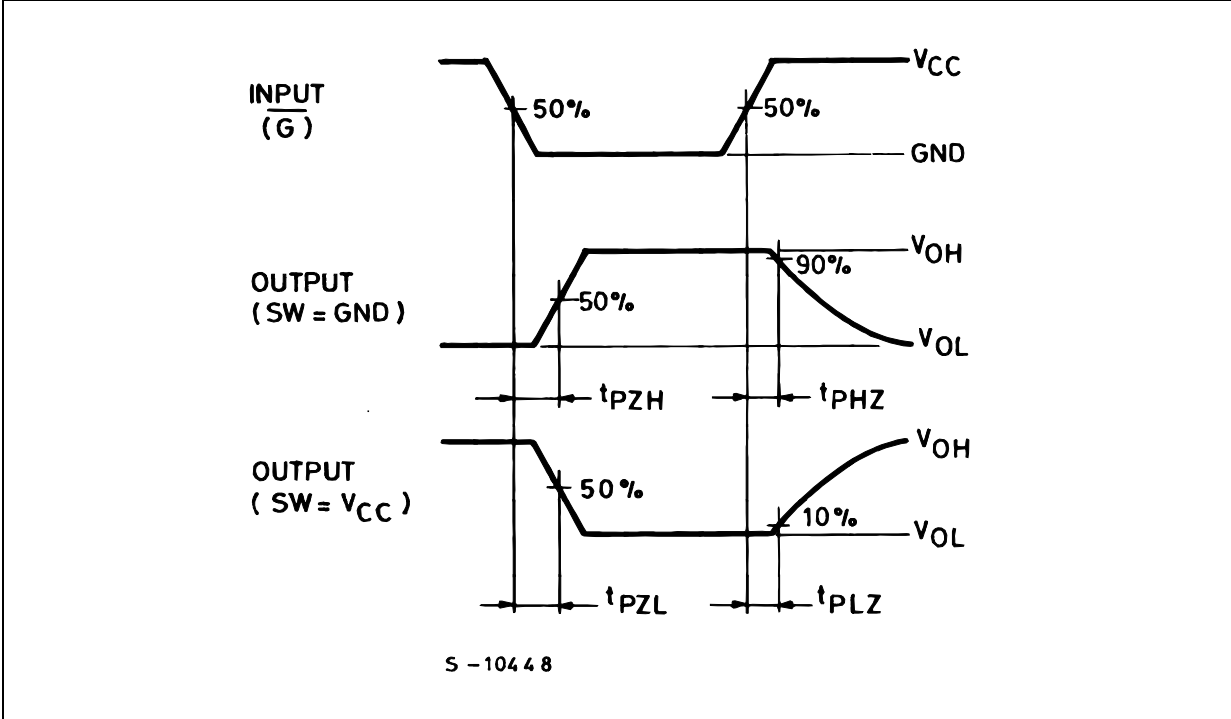 INPUT
(G̅)
50%
50%
VCC
GND
OUTPUT
(SW = GND)
50%
90%
VOH
VOL
tPZH
tPHZ
OUTPUT
(SW = VCC)
50%
10%
VOH
VOL
tPZL
tPLZ
S-10448